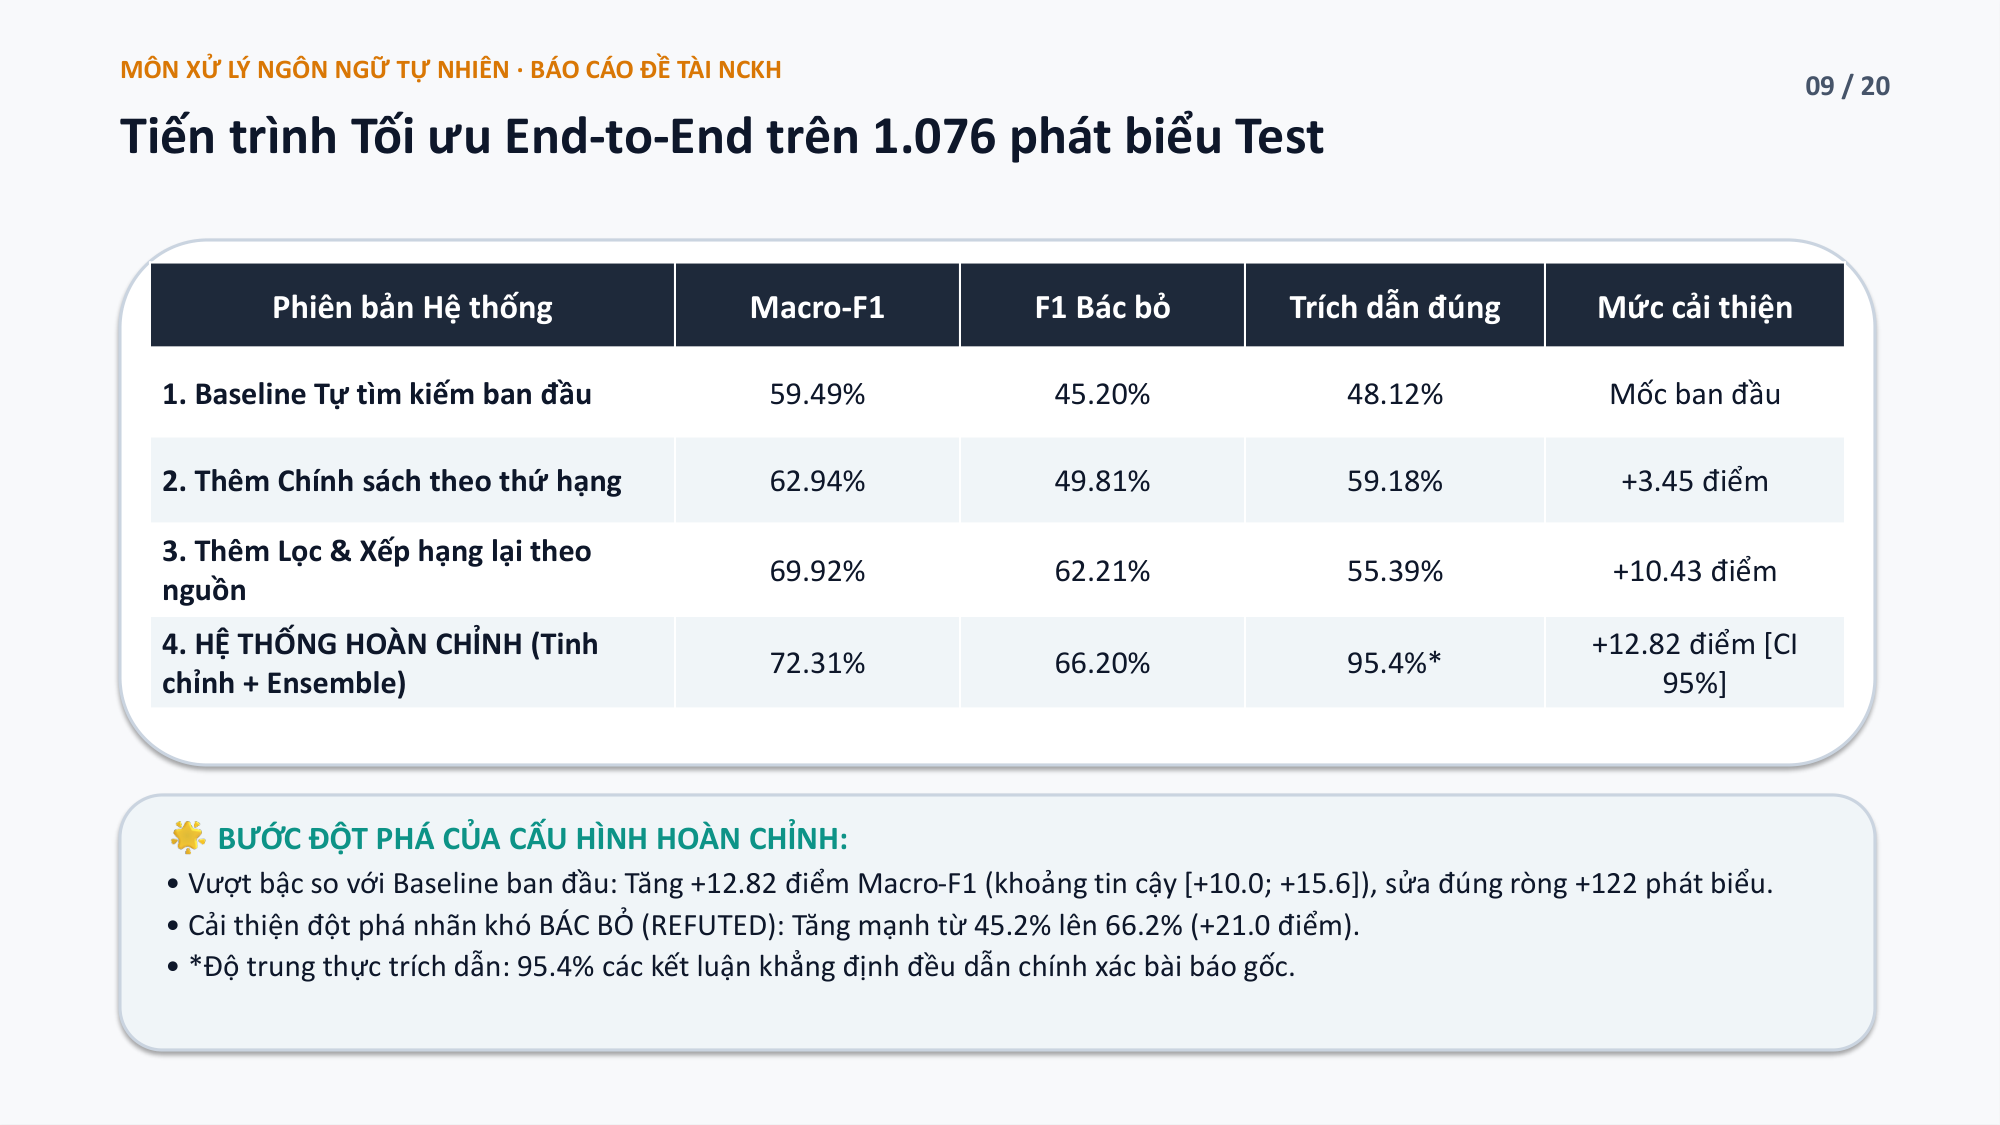 MÔN XỬ LÝ NGÔN NGỮ TỰ NHIÊN · BÁO CÁO ĐỀ TÀI NCKH
09 / 20
Tiến trình Tối ưu End-to-End trên 1.076 phát biểu Test
Phiên bản Hệ thống Macro-F1 F1 Bác bỏ Trích dẫn đúng Mức cải thiện
1. Baseline Tự tìm kiếm ban đầu 59.49% 45.20% 48.12% Mốc ban đầu
2. Thêm Chính sách theo thứ hạng 62.94% 49.81% 59.18% +3.45 điểm
3. Thêm Lọc & Xếp hạng lại theo
nguồn
69.92% 62.21% 55.39% +10.43 điểm
4. HỆ THỐNG HOÀN CHỈNH (Tinh
chỉnh + Ensemble)
72.31% 66.20% 95.4%*
+12.82 điểm [CI
95%]
🌟 BƯỚC ĐỘT PHÁ CỦA CẤU HÌNH HOÀN CHỈNH:
• Vượt bậc so với Baseline ban đầu: Tăng +12.82 điểm Macro-F1 (khoảng tin cậy [+10.0; +15.6]), sửa đúng ròng +122 phát biểu.
• Cải thiện đột phá nhãn khó BÁC BỎ (REFUTED): Tăng mạnh từ 45.2% lên 66.2% (+21.0 điểm).
• *Độ trung thực trích dẫn: 95.4% các kết luận khẳng định đều dẫn chính xác bài báo gốc.